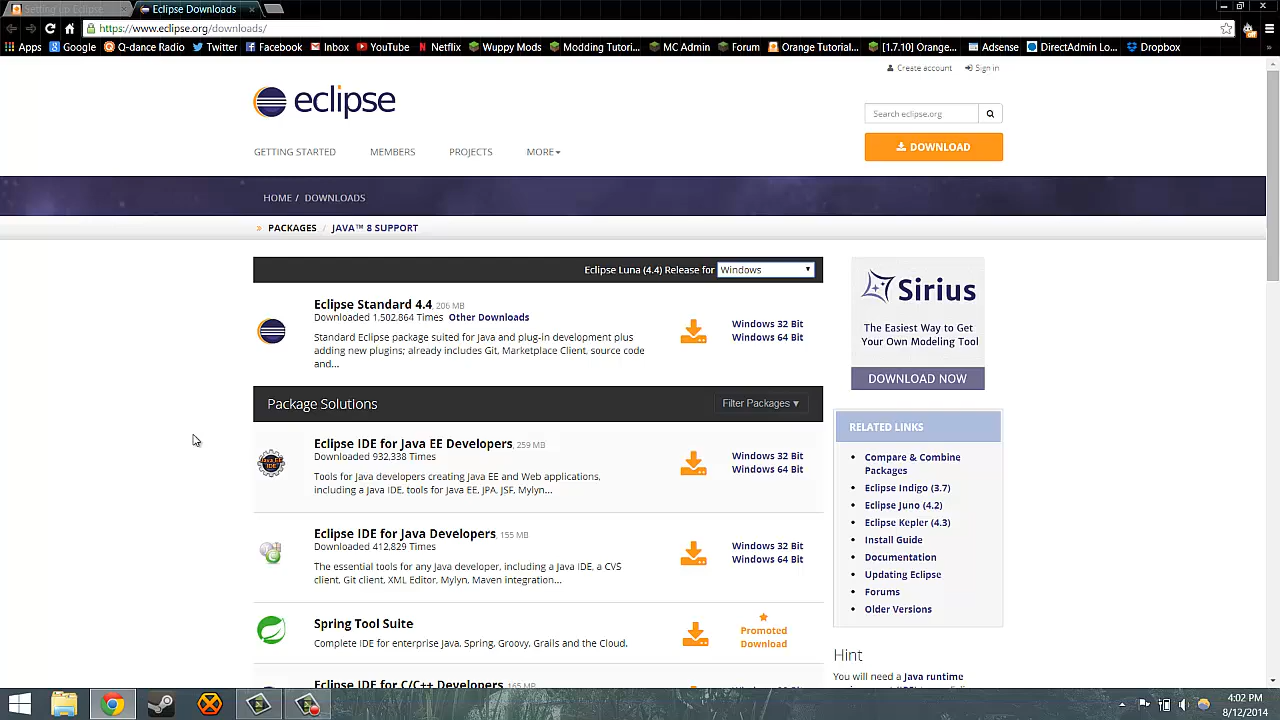 Setting up Eclipse
Eclipse Downloads
https://www.eclipse.org/downloads/
Apps Google Q-dance Radio Twitter Facebook Inbox YouTube Netflix Wuppy Mods Modding Tutori... MC Admin Forum Orange Tutorial... [1.7.10] Orange... Adsense DirectAdmin Lo... Dropbox »
Create account Sign in
eclipse
Search eclipse.org
DOWNLOAD
GETTING STARTED MEMBERS PROJECTS MORE
HOME / DOWNLOADS
» PACKAGES / JAVA™ 8 SUPPORT
Eclipse Luna (4.4) Release for Windows
Eclipse Standard 4.4 206 MB
Downloaded 1,502,864 Times Other Downloads
Standard Eclipse package suited for Java and plug-in development plus
adding new plugins; already includes Git, Marketplace Client, source code
and...
Windows 32 Bit
Windows 64 Bit
Package Solutions
Filter Packages ▾
Eclipse IDE for Java EE Developers, 259 MB
Downloaded 932,338 Times
Tools for Java developers creating Java EE and Web applications,
including a Java IDE, tools for Java EE, JPA, JSF, Mylyn...
Windows 32 Bit
Windows 64 Bit
Java EE
IDE
Eclipse IDE for Java Developers, 155 MB
Downloaded 412,829 Times
The essential tools for any Java developer, including a Java IDE, a CVS
client, Git client, XML Editor, Mylyn, Maven integration...
Windows 32 Bit
Windows 64 Bit
Spring Tool Suite
Complete IDE for enterprise Java, Spring, Groovy, Grails and the Cloud.
Promoted
Download
Eclipse IDE for C/C++ Developers, 165 MB
Sirius
The Easiest Way to Get
Your Own Modeling Tool
DOWNLOAD NOW
RELATED LINKS
Compare & Combine
Packages
Eclipse Indigo (3.7)
Eclipse Juno (4.2)
Eclipse Kepler (4.3)
Install Guide
Documentation
Updating Eclipse
Forums
Older Versions
Hint
You will need a Java runtime
4:02 PM
8/12/2014